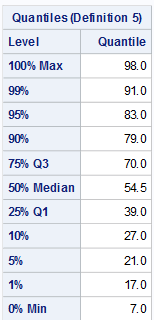 Quantiles (Definition 5)
Level Quantile
100% Max 98.0
99% 91.0
95% 83.0
90% 79.0
75% Q3 70.0
50% Median 54.5
25% Q1 39.0
10% 27.0
5% 21.0
1% 17.0
0% Min 7.0